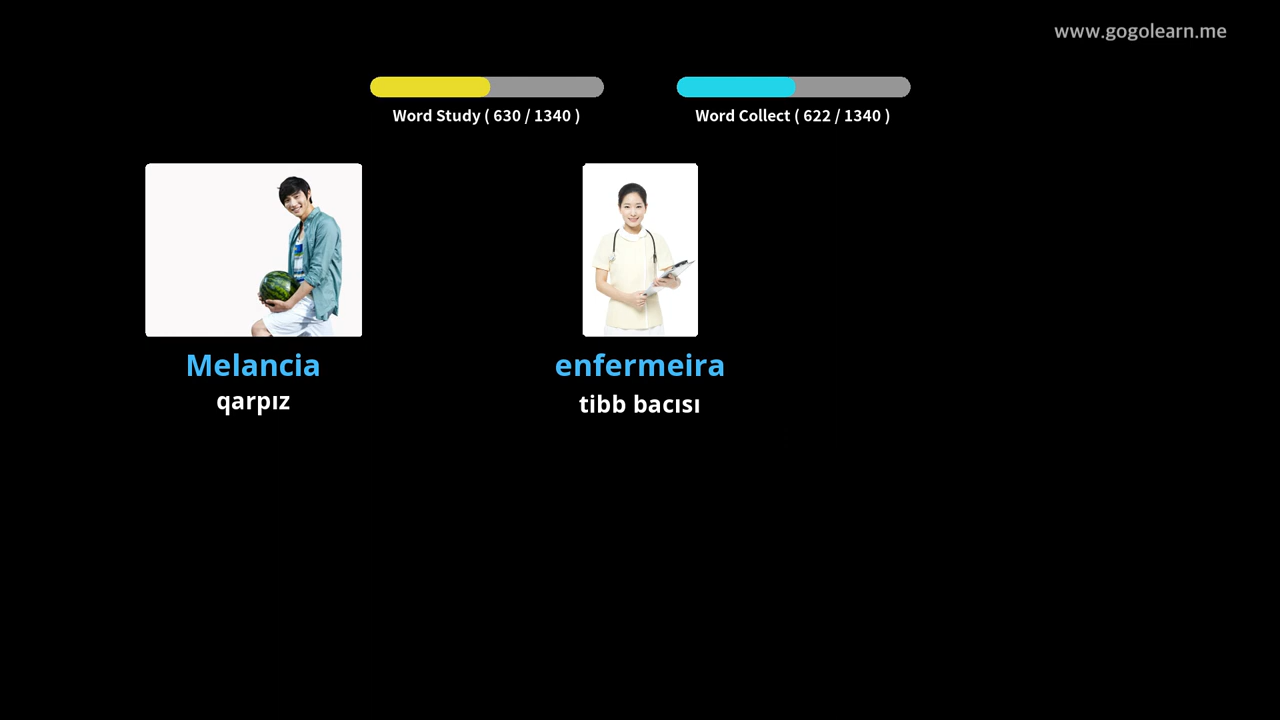 www.gogolearn.me
Word Study ( 630 / 1340 )
Word Collect ( 622 / 1340 )
Melancia
qarpız
enfermeira
tibb bacısı